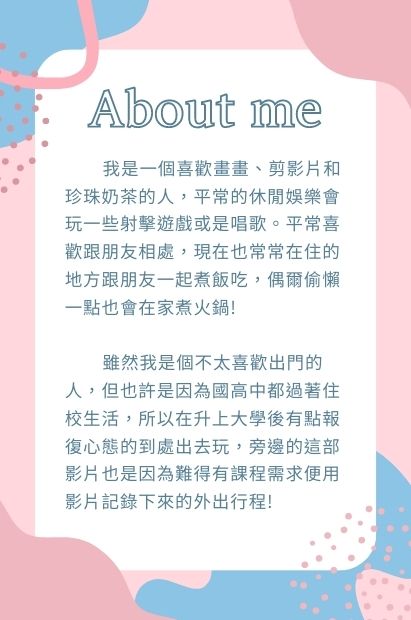 About me
我是一個喜歡畫畫、剪影片和
珍珠奶茶的人，平常的休閒娛樂會
玩一些射擊遊戲或是唱歌。平常喜
歡跟朋友相處，現在也常常在住的
地方跟朋友一起煮飯吃，偶爾偷懶
一點也會在家煮火鍋!
雖然我是個不太喜歡出門的
人，但也許是因為國高中都過著住
校生活，所以在升上大學後有點報
復心態的到處出去玩，旁邊的這部
影片也是因為難得有課程需求便用
影片記錄下來的外出行程!